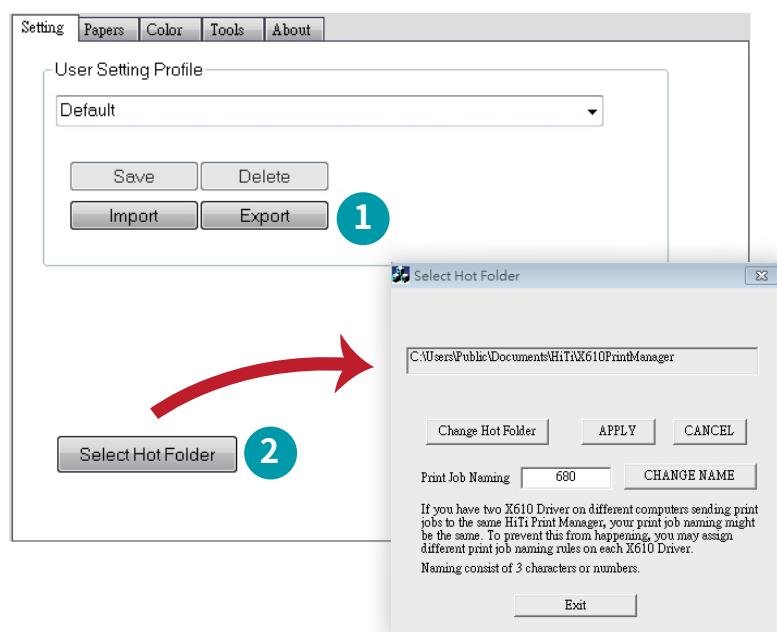 Setting Papers Color Tools About
User Setting Profile
Default
Save Delete
Import Export
1
Select Hot Folder
C:\Users\Public\Documents\HiTi\X610PrintManager
Change Hot Folder APPLY CANCEL
Select Hot Folder
2
Print Job Naming 680 CHANGE NAME
If you have two X610 Driver on different computers sending print
jobs to the same HiTi Print Manager, your print job naming might
be the same. To prevent this from happening, you may assign
different print job naming rules on each X610 Driver.
Naming consist of 3 characters or numbers.
Exit